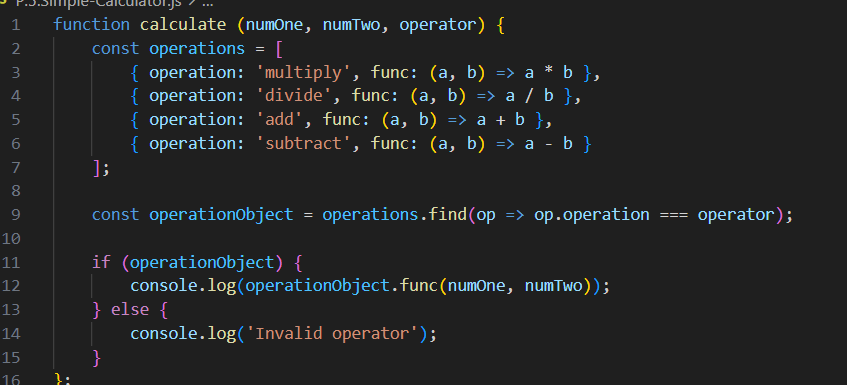 P.5.Simple-Calculator.js > ...
1 function calculate (numOne, numTwo, operator) {
2 const operations = [
3 { operation: 'multiply', func: (a, b) => a * b },
4 { operation: 'divide', func: (a, b) => a / b },
5 { operation: 'add', func: (a, b) => a + b },
6 { operation: 'subtract', func: (a, b) => a - b }
7 ];
8
9 const operationObject = operations.find(op => op.operation === operator);
10
11 if (operationObject) {
12 console.log(operationObject.func(numOne, numTwo));
13 } else {
14 console.log('Invalid operator');
15 }
16 };